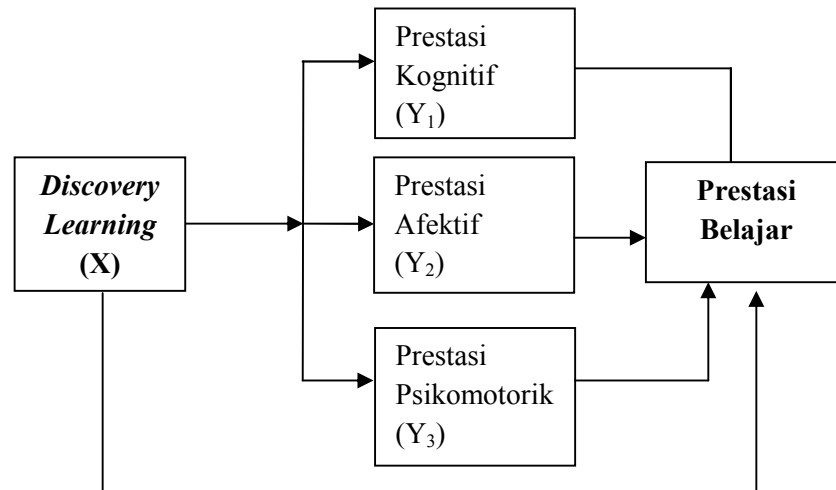 Prestasi
Kognitif
(Y₁)
Discovery
Learning
(X)
Prestasi
Afektif
(Y₂)
Prestasi
Belajar
Prestasi
Psikomotorik
(Y₃)